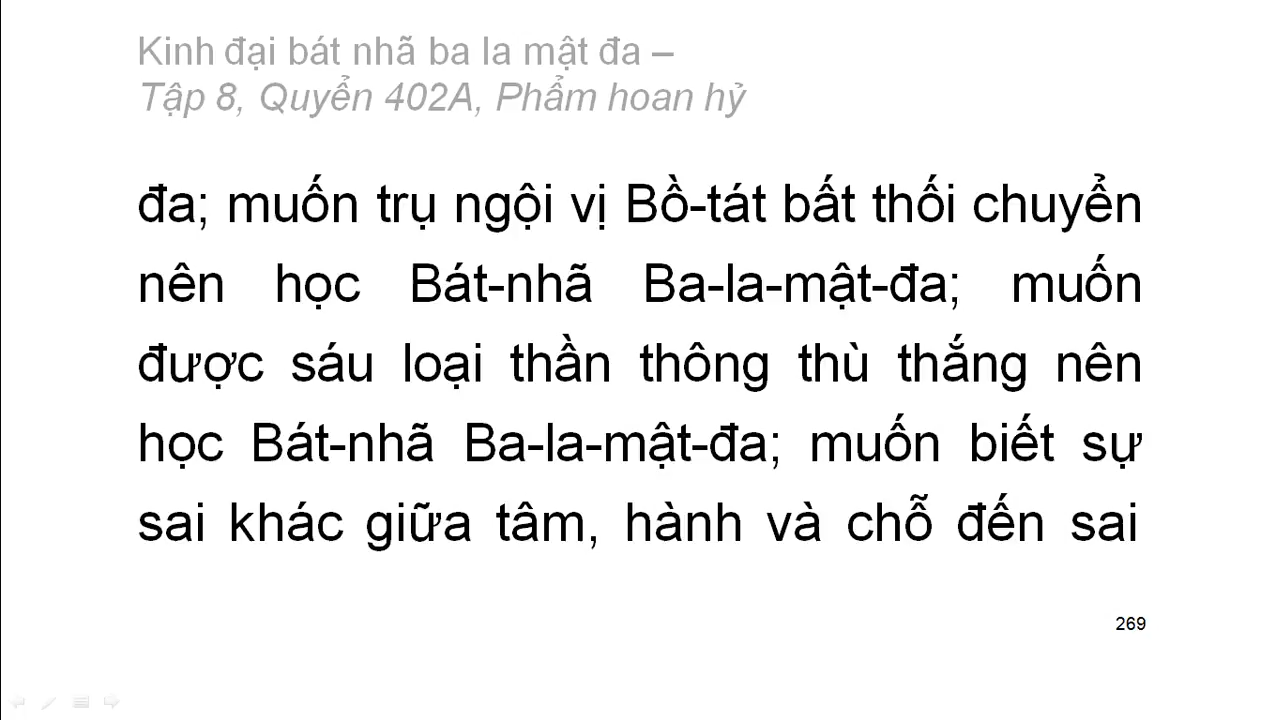 Kinh đại bát nhã ba la mật đa –
Tập 8, Quyển 402A, Phẩm hoan hỷ
đa; muốn trụ ngội vị Bồ-tát bất thối chuyển
nên học Bát-nhã Ba-la-mật-đa; muốn
được sáu loại thần thông thù thắng nên
học Bát-nhã Ba-la-mật-đa; muốn biết sự
sai khác giữa tâm, hành và chỗ đến sai
269